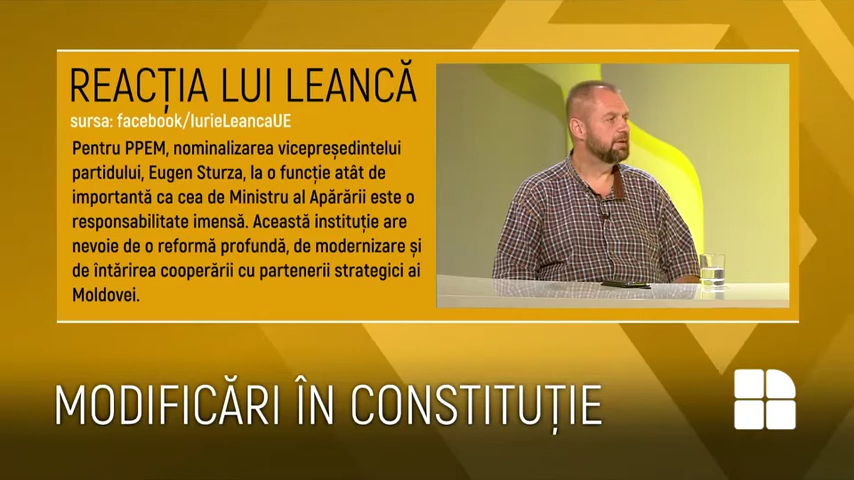 REACȚIA LUI LEANCĂ
sursa: facebook/IurieLeancaUE
Pentru PPEM, nominalizarea vicepreședintelui
partidului, Eugen Sturza, la o funcție atât de
importantă ca cea de Ministru al Apărării este o
responsabilitate imensă. Această instituție are
nevoie de o reformă profundă, de modernizare și
de întărirea cooperării cu partenerii strategici ai
Moldovei.
MODIFICĂRI ÎN CONSTITUȚIE